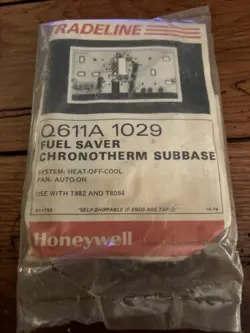 TRADELINE
Q611A 1029
FUEL SAVER
CHRONOTHERM SUBBASE
SYSTEM: HEAT-OFF-COOL
FAN: AUTO-ON
USE WITH T882 AND T8084
"SELF-SHIPPABLE IF ENDS ARE TAPED"
Honeywell